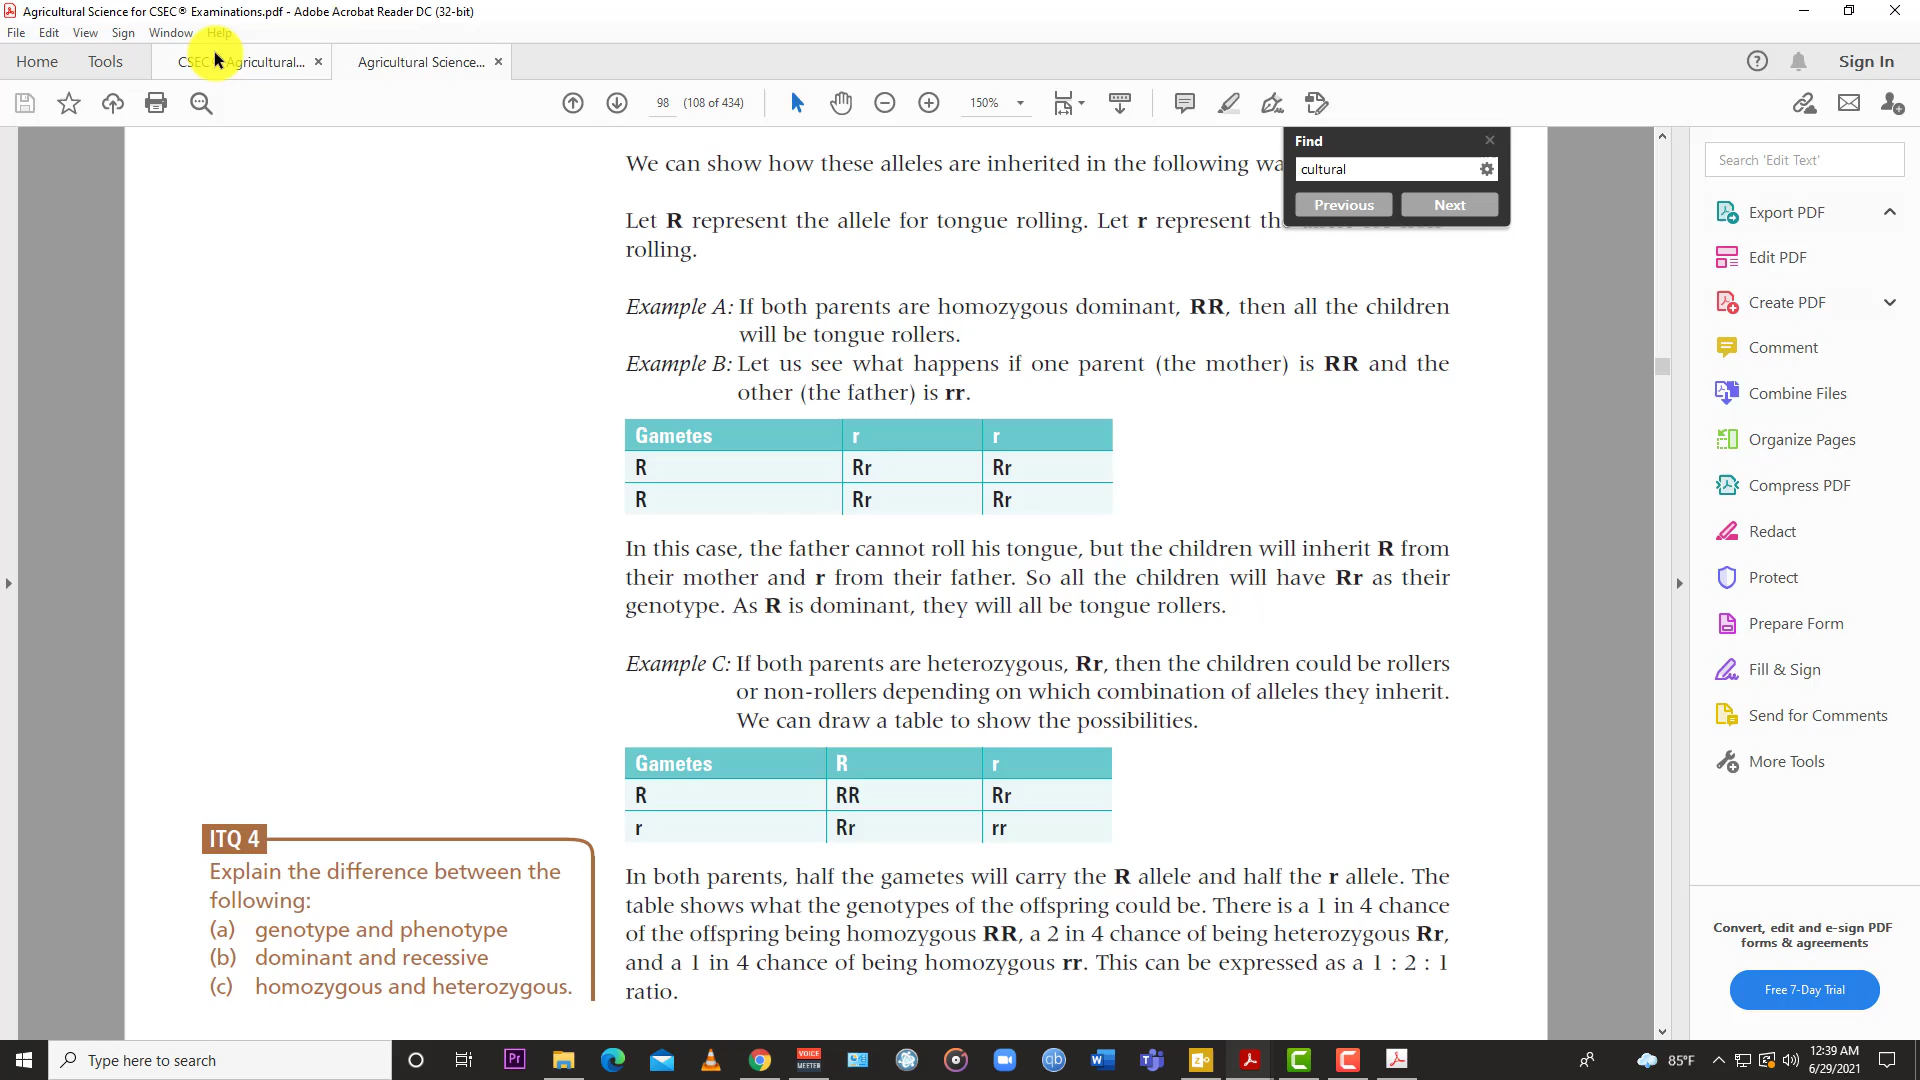 Agricultural Science for CSEC® Examinations.pdf - Adobe Acrobat Reader DC (32-bit)
File Edit View Sign Window Help
Home Tools CSEC Agricultural... × Agricultural Science... × Sign In
98 (108 of 434) 150%
Find
cultural
Previous Next
We can show how these alleles are inherited in the following wa
Let R represent the allele for tongue rolling. Let r represent th
rolling.
Example A: If both parents are homozygous dominant, RR, then all the children
will be tongue rollers.
Example B: Let us see what happens if one parent (the mother) is RR and the
other (the father) is rr.
Gametes r r
R Rr Rr
R Rr Rr
In this case, the father cannot roll his tongue, but the children will inherit R from
their mother and r from their father. So all the children will have Rr as their
genotype. As R is dominant, they will all be tongue rollers.
Example C: If both parents are heterozygous, Rr, then the children could be rollers
or non-rollers depending on which combination of alleles they inherit.
We can draw a table to show the possibilities.
Gametes R r
R RR Rr
r Rr rr
In both parents, half the gametes will carry the R allele and half the r allele. The
table shows what the genotypes of the offspring could be. There is a 1 in 4 chance
of the offspring being homozygous RR, a 2 in 4 chance of being heterozygous Rr,
and a 1 in 4 chance of being homozygous rr. This can be expressed as a 1 : 2 : 1
ratio.
ITQ 4
Explain the difference between the
following:
(a) genotype and phenotype
(b) dominant and recessive
(c) homozygous and heterozygous.
Search 'Edit Text'
Export PDF
Edit PDF
Create PDF
Comment
Combine Files
Organize Pages
Compress PDF
Redact
Protect
Prepare Form
Fill & Sign
Send for Comments
More Tools
Convert, edit and e-sign PDF
forms & agreements
Free 7-Day Trial
Type here to search
Pr
VOICE
MEETER
qb
85°F
12:39 AM
6/29/2021